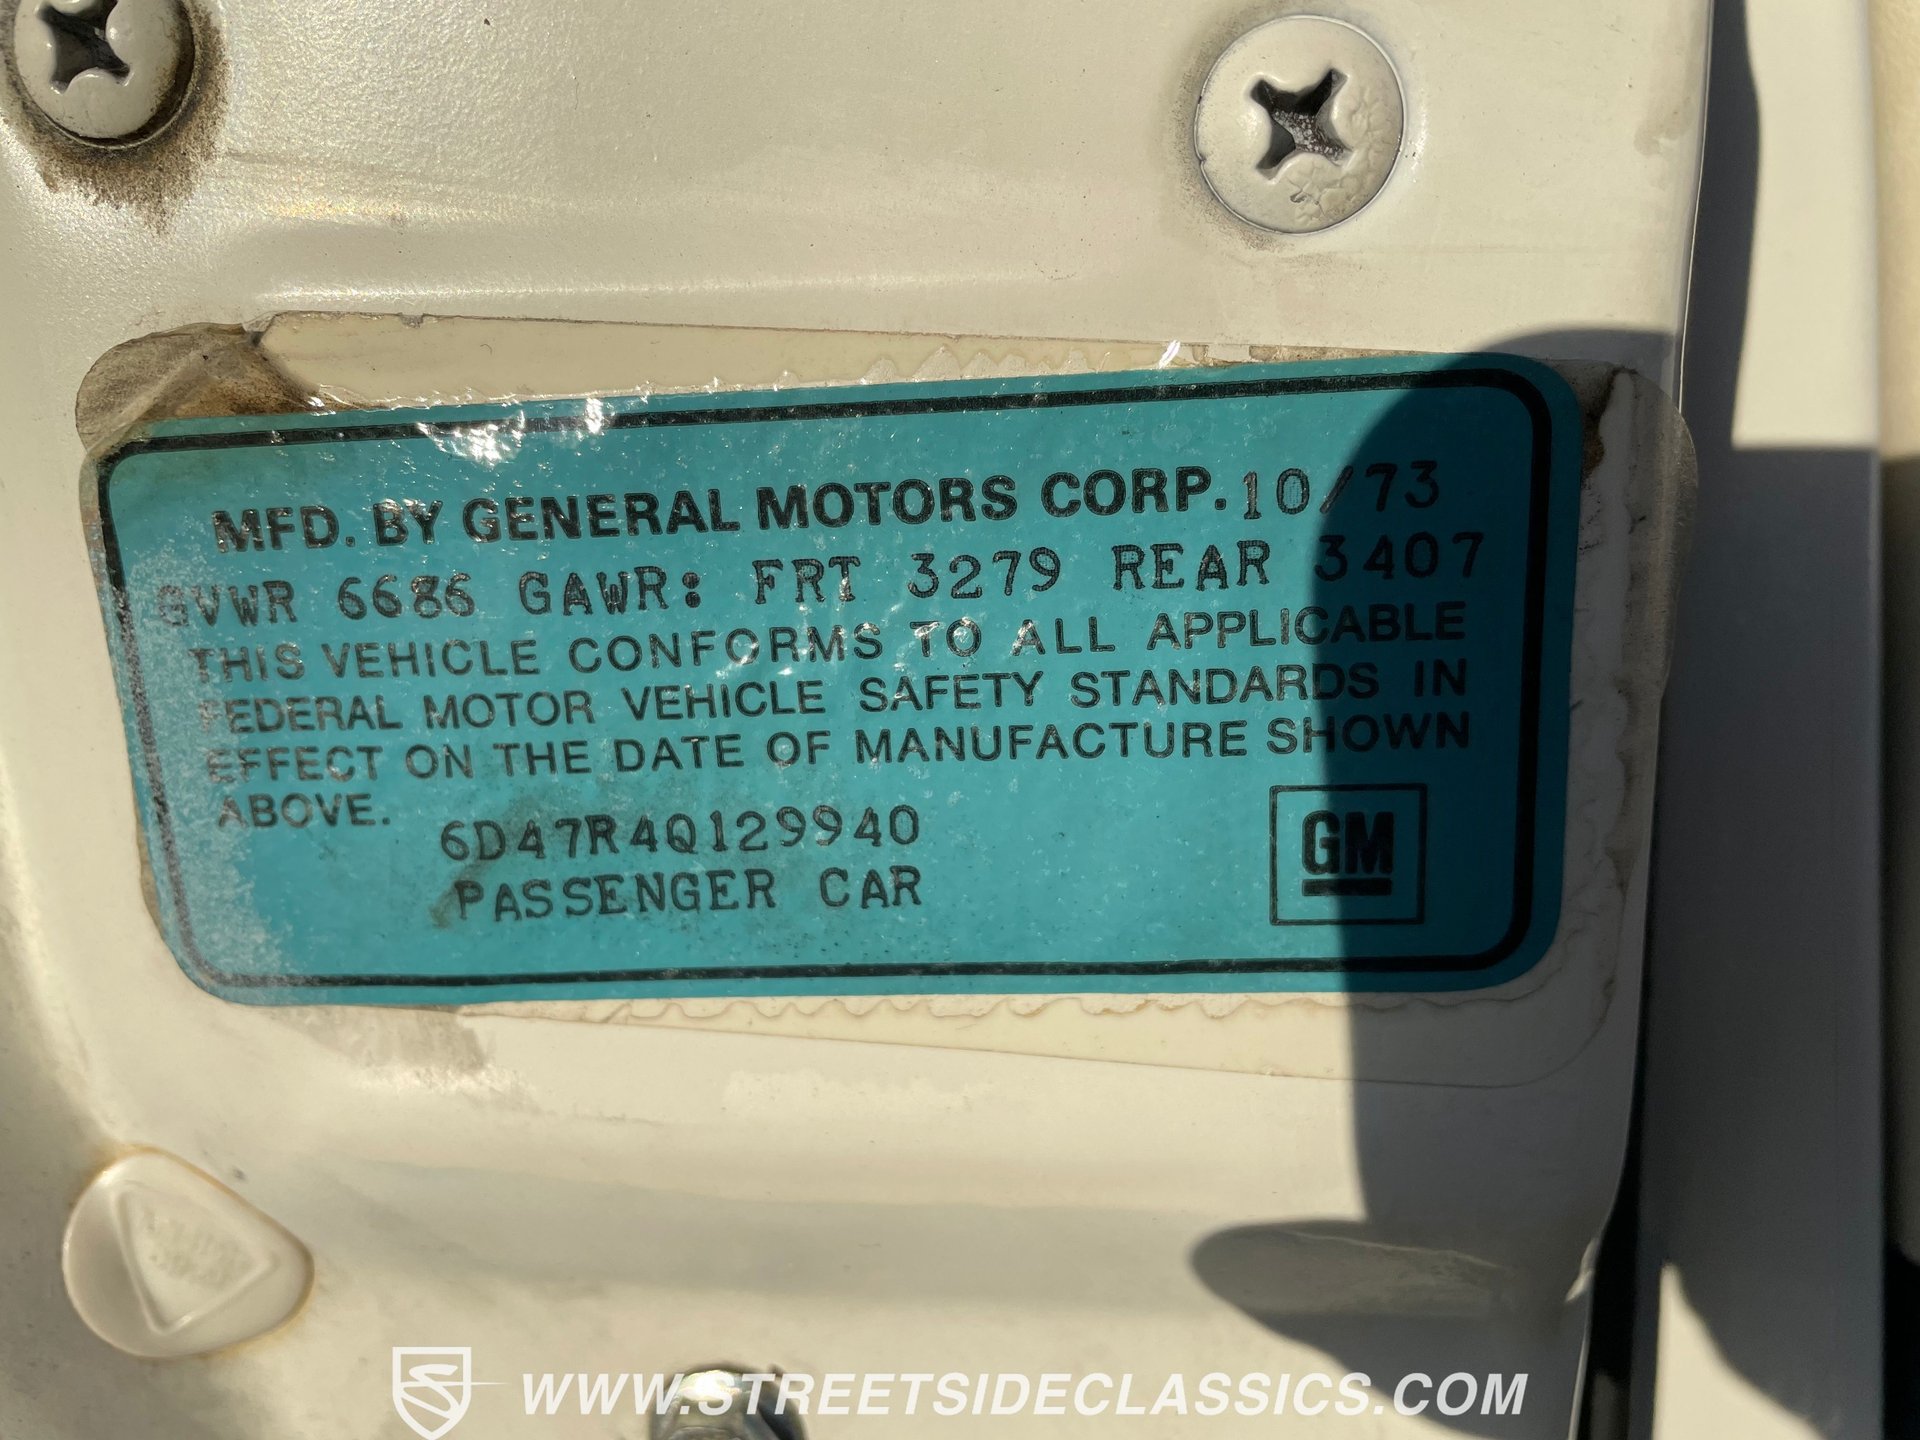 MFD. BY GENERAL MOTORS CORP. 10/73
GVWR 6686 GAWR: FRT 3279 REAR 3407
THIS VEHICLE CONFORMS TO ALL APPLICABLE
FEDERAL MOTOR VEHICLE SAFETY STANDARDS IN
EFFECT ON THE DATE OF MANUFACTURE SHOWN
ABOVE.
6D47R4Q129940
PASSENGER CAR
GM
WWW.STREETSIDECLASSICS.COM